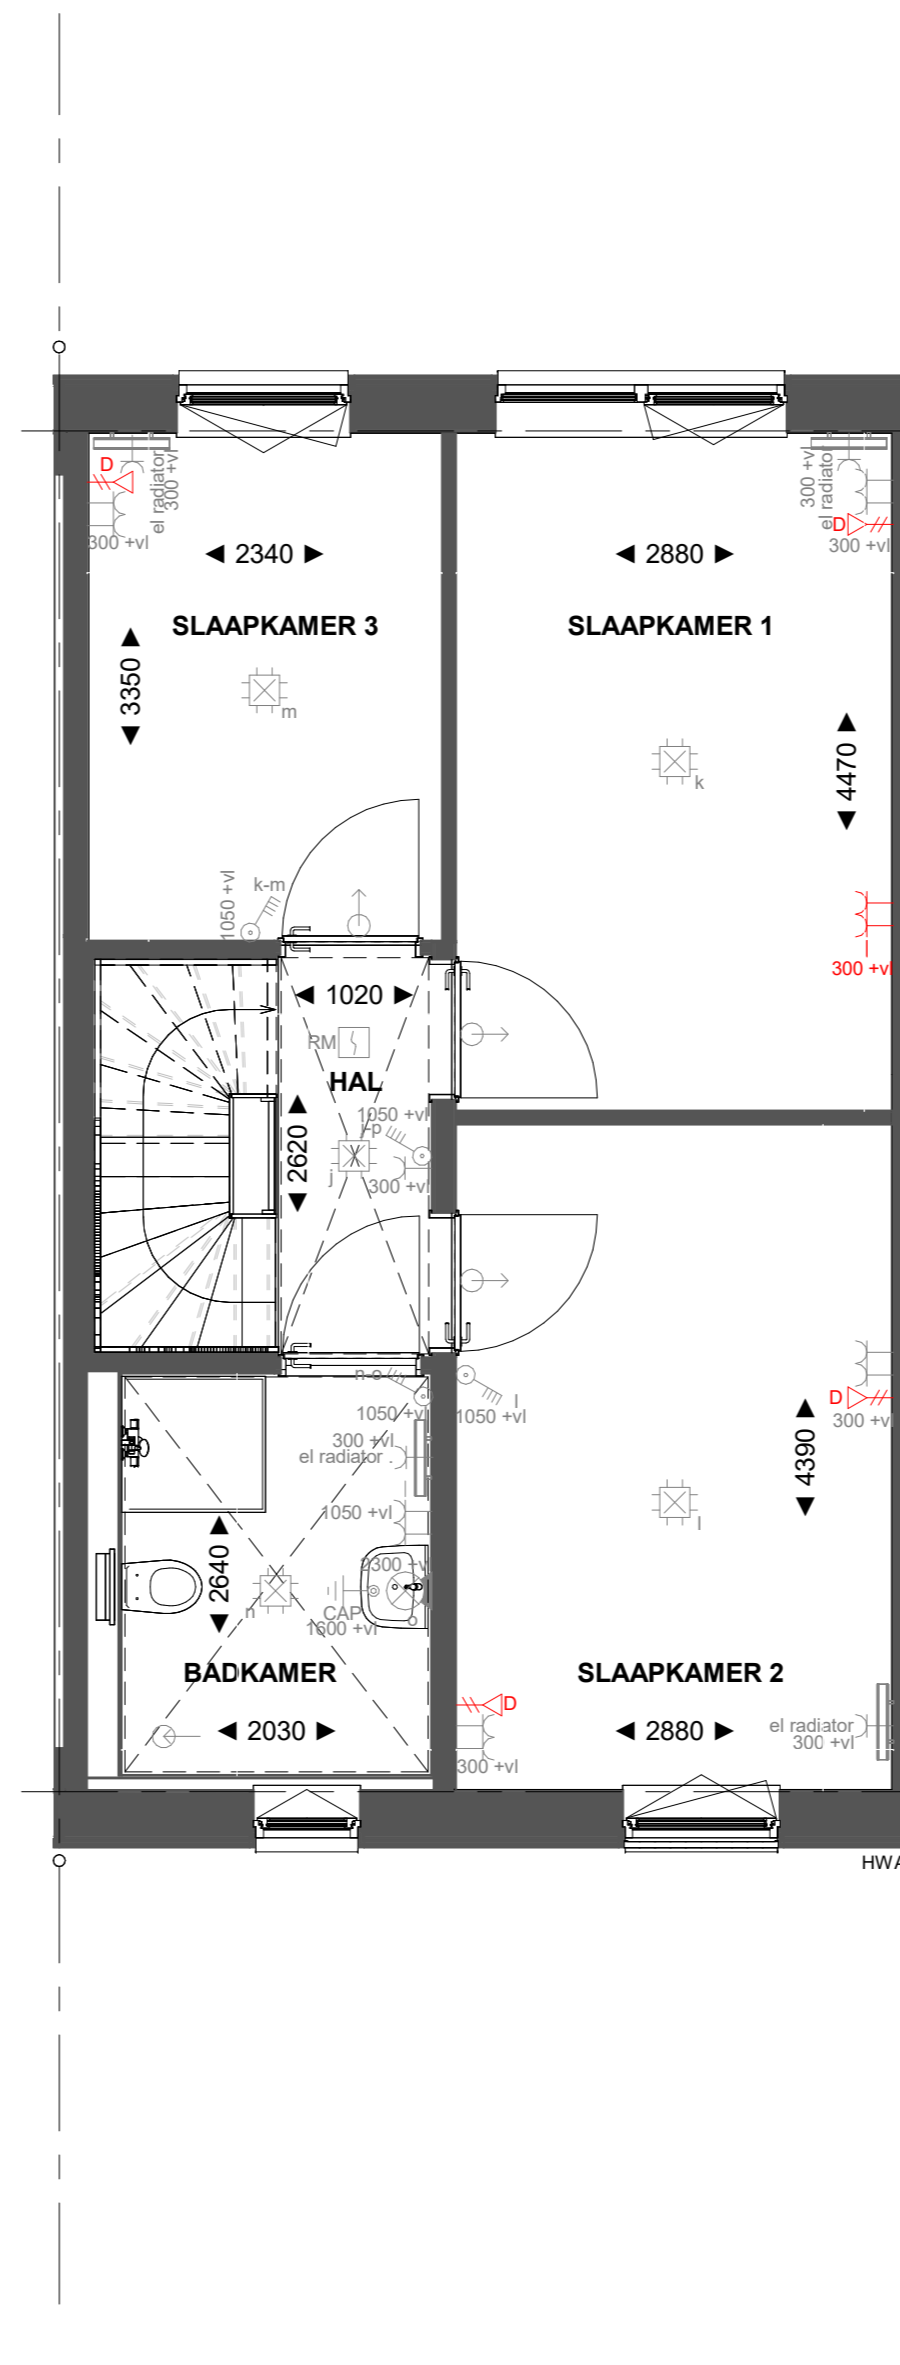 D
el radiator
300 +vl
300 +vl
◄ 2340 ►
SLAAPKAMER 3
3350
m
1050 +vl
k-m
300 +vl
el radiator
D
300 +vl
◄ 2880 ►
SLAAPKAMER 1
4470
k
300 +vl
◄ 1020 ►
RM
HAL
1050 +vl
j-p
2620
j
300 +vl
n-o
1050 +vl
l
1050 +vl
300 +vl
el radiator
1050 +vl
2300 +v
2640
n
CAP
1600 +vl
o
BADKAMER
◄ 2030 ►
D
300 +vl
4390
l
SLAAPKAMER 2
D
300 +vl
◄ 2880 ►
el radiator
300 +vl
HWA